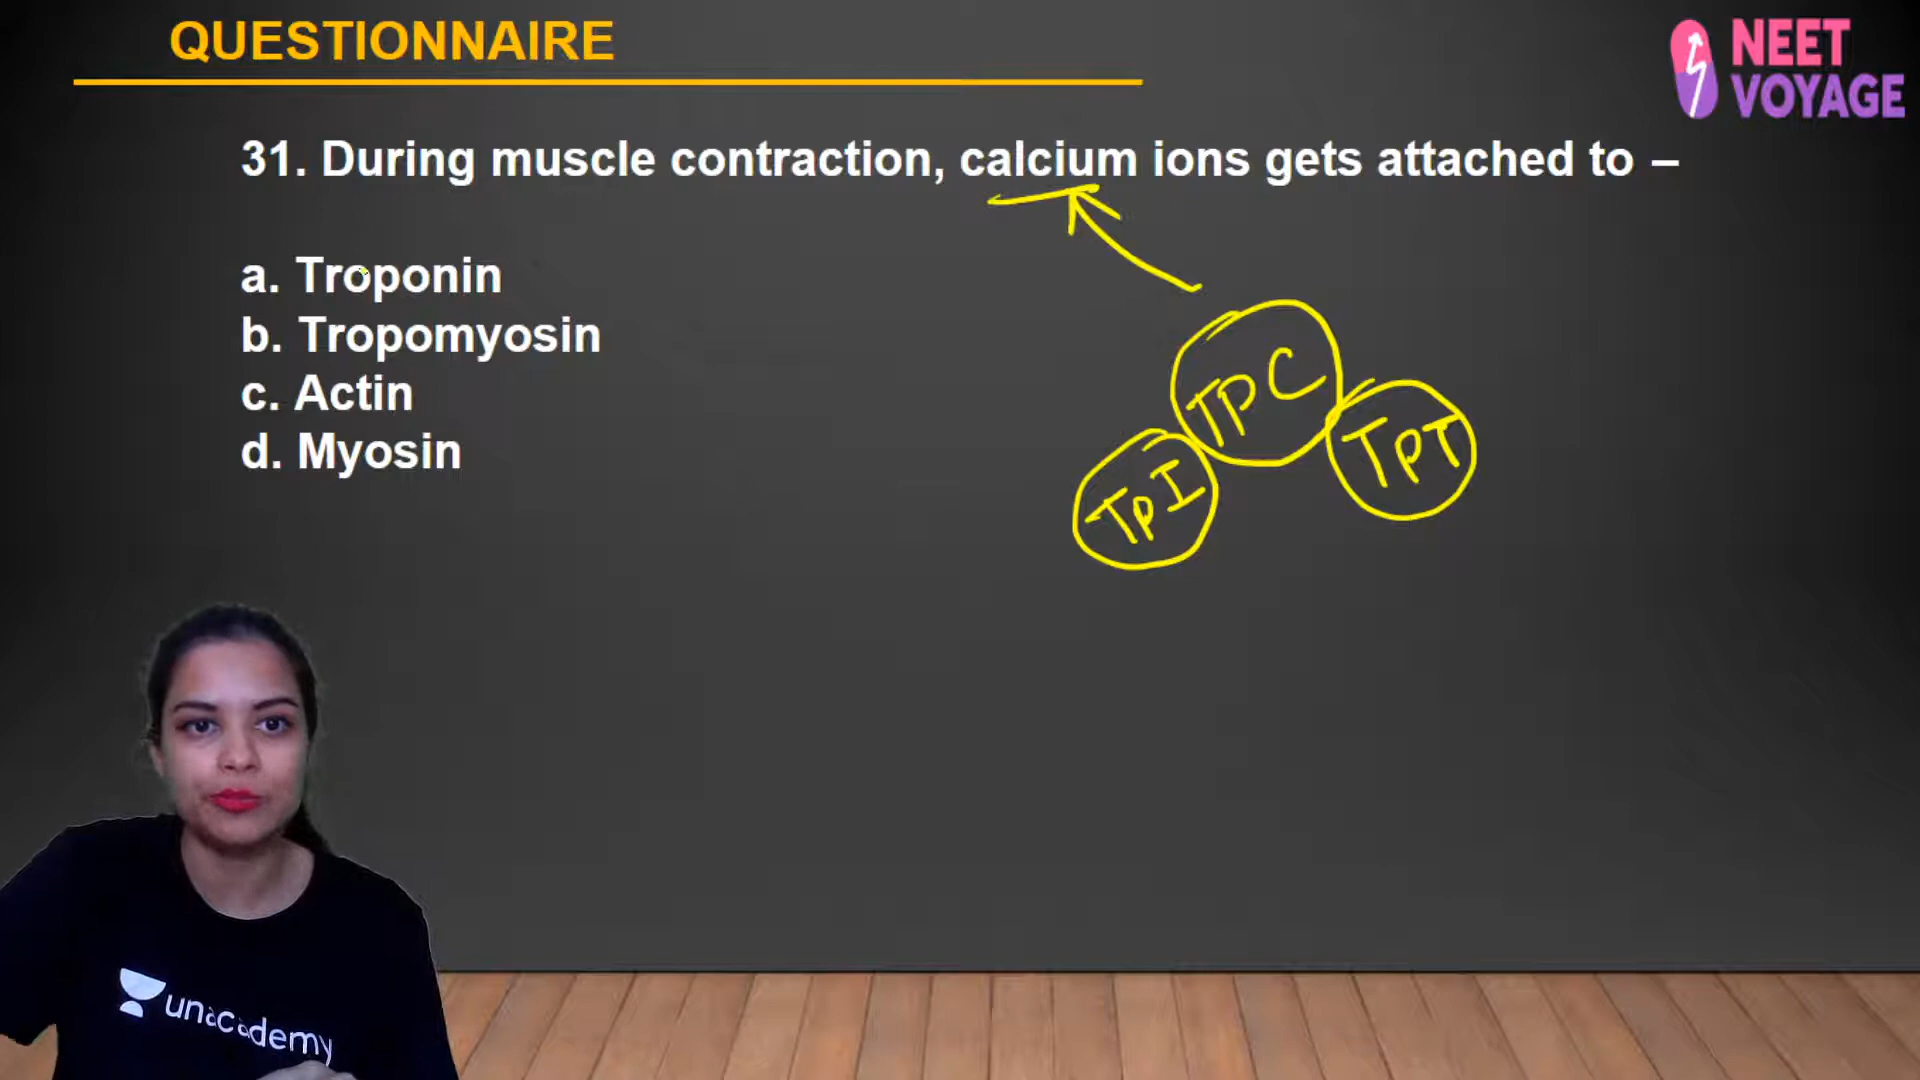 QUESTIONNAIRE
NEET
VOYAGE
31. During muscle contraction, calcium ions gets attached to –
a. Troponin
b. Tropomyosin
c. Actin
d. Myosin
TPC
TPT
TPI
unacademy